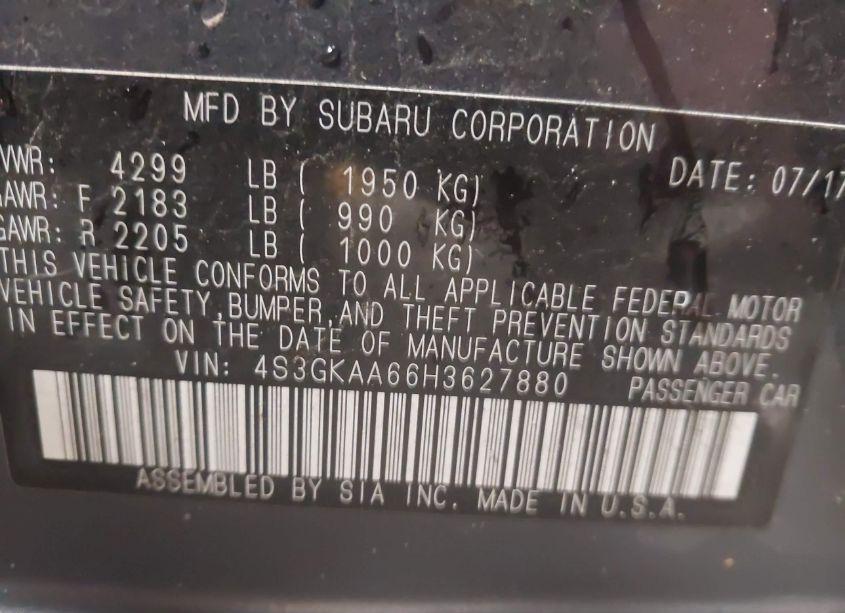 MFD BY SUBARU CORPORATION
VWR: 4299 LB ( 1950 KG) DATE: 07/17
AWR: F 2183 LB ( 990 KG)
GAWR: R 2205 LB ( 1000 KG)
THIS VEHICLE CONFORMS TO ALL APPLICABLE FEDERAL MOTOR
VEHICLE SAFETY,BUMPER,AND THEFT PREVENTION STANDARDS
IN EFFECT ON THE DATE OF MANUFACTURE SHOWN ABOVE.
VIN: 4S3GKAA66H3627880 PASSENGER CAR
ASSEMBLED BY SIA INC. MADE IN U.S.A.